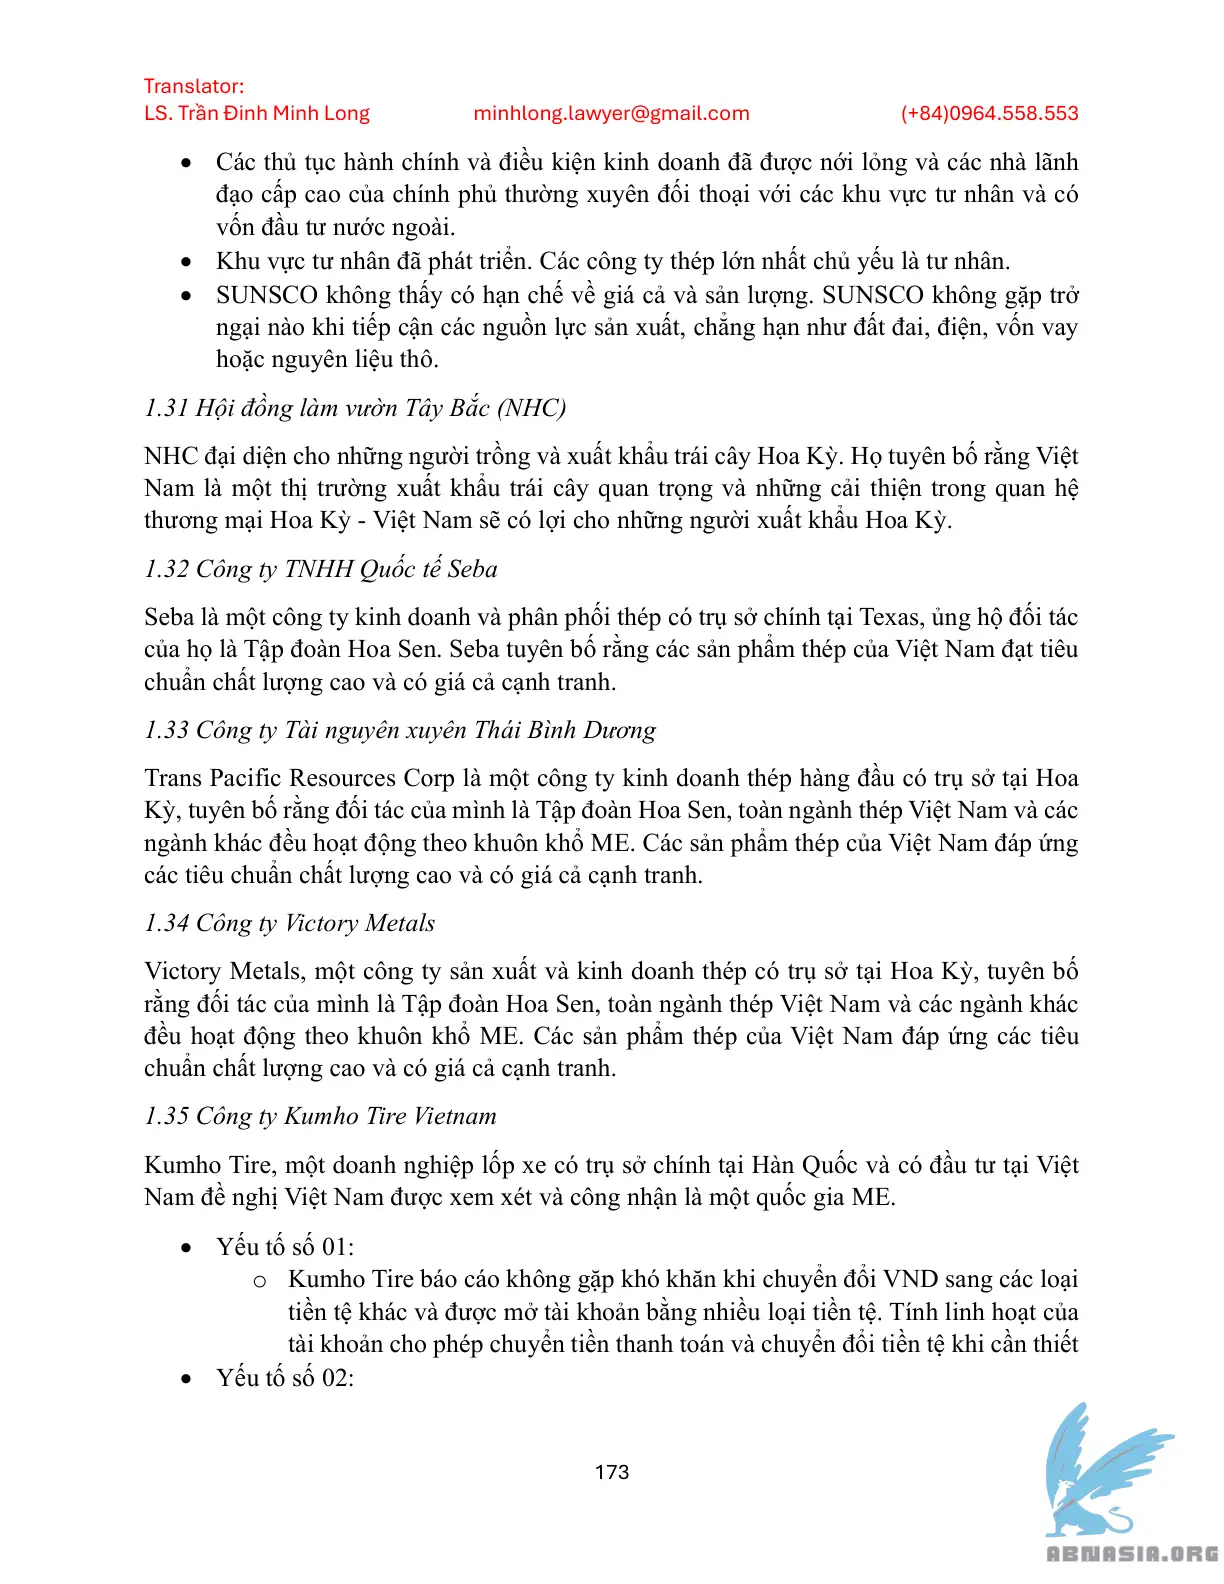 Translator:
LS. Trần Đinh Minh Long minhlong.lawyer@gmail.com (+84)0964.558.553
• Các thủ tục hành chính và điều kiện kinh doanh đã được nới lỏng và các nhà lãnh
đạo cấp cao của chính phủ thường xuyên đối thoại với các khu vực tư nhân và có
vốn đầu tư nước ngoài.
• Khu vực tư nhân đã phát triển. Các công ty thép lớn nhất chủ yếu là tư nhân.
• SUNSCO không thấy có hạn chế về giá cả và sản lượng. SUNSCO không gặp trở
ngại nào khi tiếp cận các nguồn lực sản xuất, chẳng hạn như đất đai, điện, vốn vay
hoặc nguyên liệu thô.
1.31 Hội đồng làm vườn Tây Bắc (NHC)
NHC đại diện cho những người trồng và xuất khẩu trái cây Hoa Kỳ. Họ tuyên bố rằng Việt
Nam là một thị trường xuất khẩu trái cây quan trọng và những cải thiện trong quan hệ
thương mại Hoa Kỳ - Việt Nam sẽ có lợi cho những người xuất khẩu Hoa Kỳ.
1.32 Công ty TNHH Quốc tế Seba
Seba là một công ty kinh doanh và phân phối thép có trụ sở chính tại Texas, ủng hộ đối tác
của họ là Tập đoàn Hoa Sen. Seba tuyên bố rằng các sản phẩm thép của Việt Nam đạt tiêu
chuẩn chất lượng cao và có giá cả cạnh tranh.
1.33 Công ty Tài nguyên xuyên Thái Bình Dương
Trans Pacific Resources Corp là một công ty kinh doanh thép hàng đầu có trụ sở tại Hoa
Kỳ, tuyên bố rằng đối tác của mình là Tập đoàn Hoa Sen, toàn ngành thép Việt Nam và các
ngành khác đều hoạt động theo khuôn khổ ME. Các sản phẩm thép của Việt Nam đáp ứng
các tiêu chuẩn chất lượng cao và có giá cả cạnh tranh.
1.34 Công ty Victory Metals
Victory Metals, một công ty sản xuất và kinh doanh thép có trụ sở tại Hoa Kỳ, tuyên bố
rằng đối tác của mình là Tập đoàn Hoa Sen, toàn ngành thép Việt Nam và các ngành khác
đều hoạt động theo khuôn khổ ME. Các sản phẩm thép của Việt Nam đáp ứng các tiêu
chuẩn chất lượng cao và có giá cả cạnh tranh.
1.35 Công ty Kumho Tire Vietnam
Kumho Tire, một doanh nghiệp lốp xe có trụ sở chính tại Hàn Quốc và có đầu tư tại Việt
Nam đề nghị Việt Nam được xem xét và công nhận là một quốc gia ME.
• Yếu tố số 01:
o Kumho Tire báo cáo không gặp khó khăn khi chuyển đổi VND sang các loại
tiền tệ khác và được mở tài khoản bằng nhiều loại tiền tệ. Tính linh hoạt của
tài khoản cho phép chuyển tiền thanh toán và chuyển đổi tiền tệ khi cần thiết
• Yếu tố số 02:
173
ABNASIA.ORG